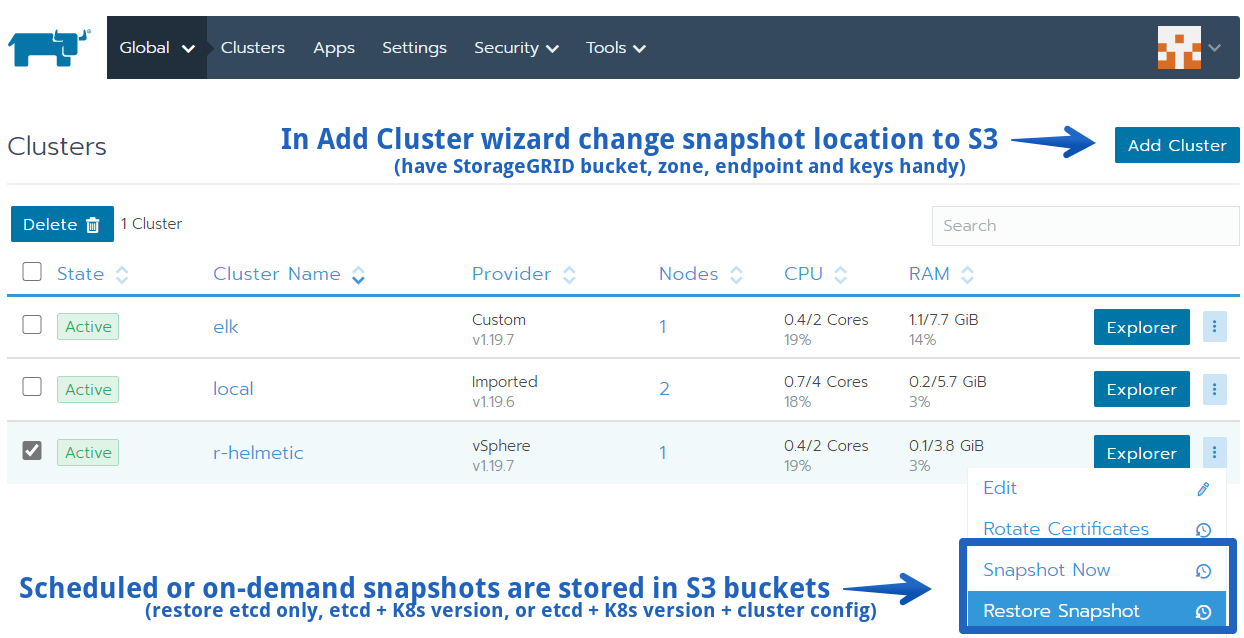 Global Clusters Apps Settings Security Tools
In Add Cluster wizard change snapshot location to S3
Clusters Add Cluster
(have StorageGRID bucket, zone, endpoint and keys handy)
Delete 1 Cluster Search
State Cluster Name Provider Nodes CPU RAM
Active elk Custom 1 0.4/2 Cores 1.1/7.7 GiB Explorer
v1.19.7 19% 14%
Active local Imported 2 0.7/4 Cores 0.2/5.7 GiB Explorer
v1.19.6 18% 3%
Active r-helmetic vSphere 1 0.4/2 Cores 0.1/3.8 GiB Explorer
v1.19.7 19% 3%
Edit
Rotate Certificates
Snapshot Now
Scheduled or on-demand snapshots are stored in S3 buckets
(restore etcd only, etcd + K8s version, or etcd + K8s version + cluster config)
Restore Snapshot